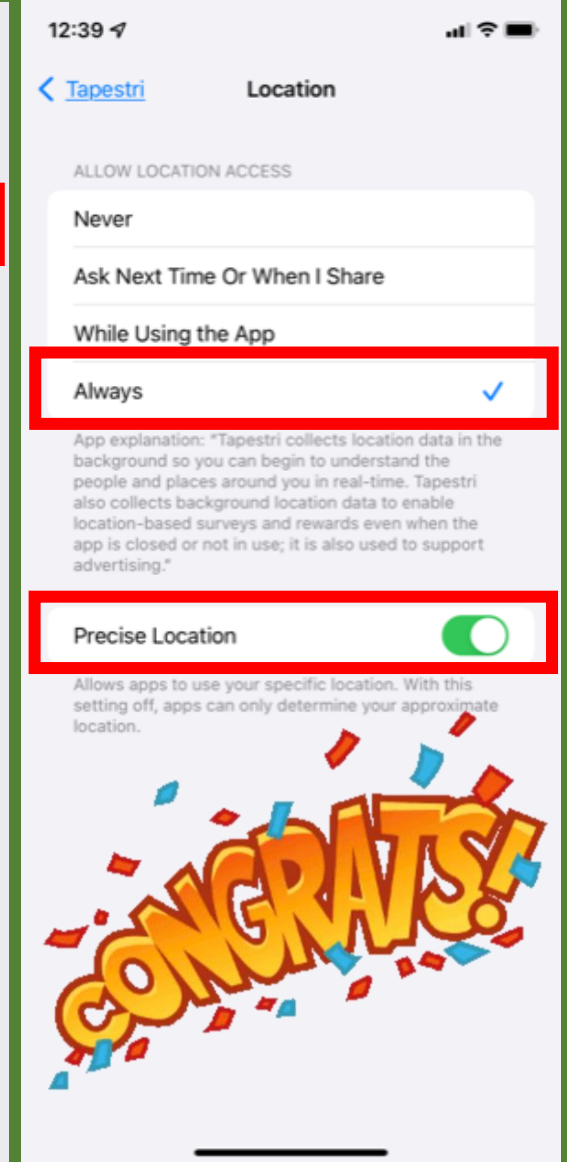 12:39
Tapestri
Location
ALLOW LOCATION ACCESS
Never
Ask Next Time Or When I Share
While Using the App
Always
App explanation: "Tapestri collects location data in the
background so you can begin to understand the
people and places around you in real-time. Tapestri
also collects background location data to enable
location-based surveys and rewards even when the
app is closed or not in use; it is also used to support
advertising."
Precise Location
Allows apps to use your specific location. With this
setting off, apps can only determine your approximate
location.
CONGRATS!